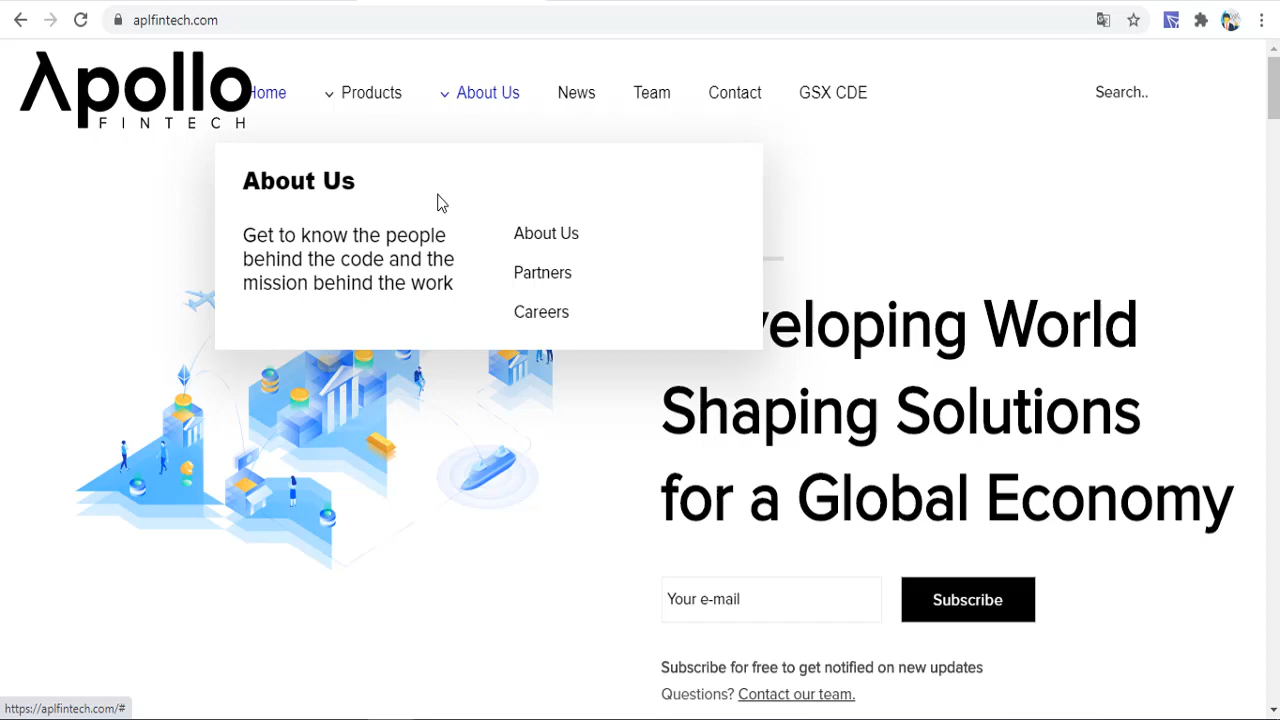 aplfintech.com
Apollo
FINTECH
Home
Products
About Us
News
Team
Contact
GSX CDE
Search..
About Us
Get to know the people
behind the code and the
mission behind the work
About Us
Partners
Careers
veloping World
Shaping Solutions
for a Global Economy
Your e-mail
Subscribe
Subscribe for free to get notified on new updates
Questions? Contact our team.
https://aplfintech.com/#